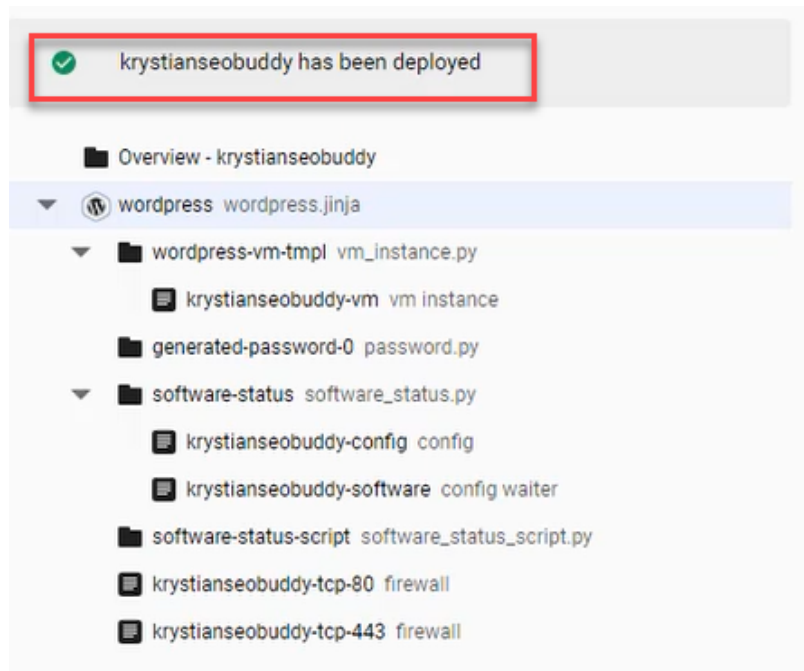 krystianseobuddy has been deployed
Overview - krystianseobuddy
wordpress wordpress.jinja
wordpress-vm-tmpl vm_instance.py
krystianseobuddy-vm vm instance
generated-password-0 password.py
software-status software_status.py
krystianseobuddy-config config
krystianseobuddy-software config waiter
software-status-script software_status_script.py
krystianseobuddy-tcp-80 firewall
krystianseobuddy-tcp-443 firewall